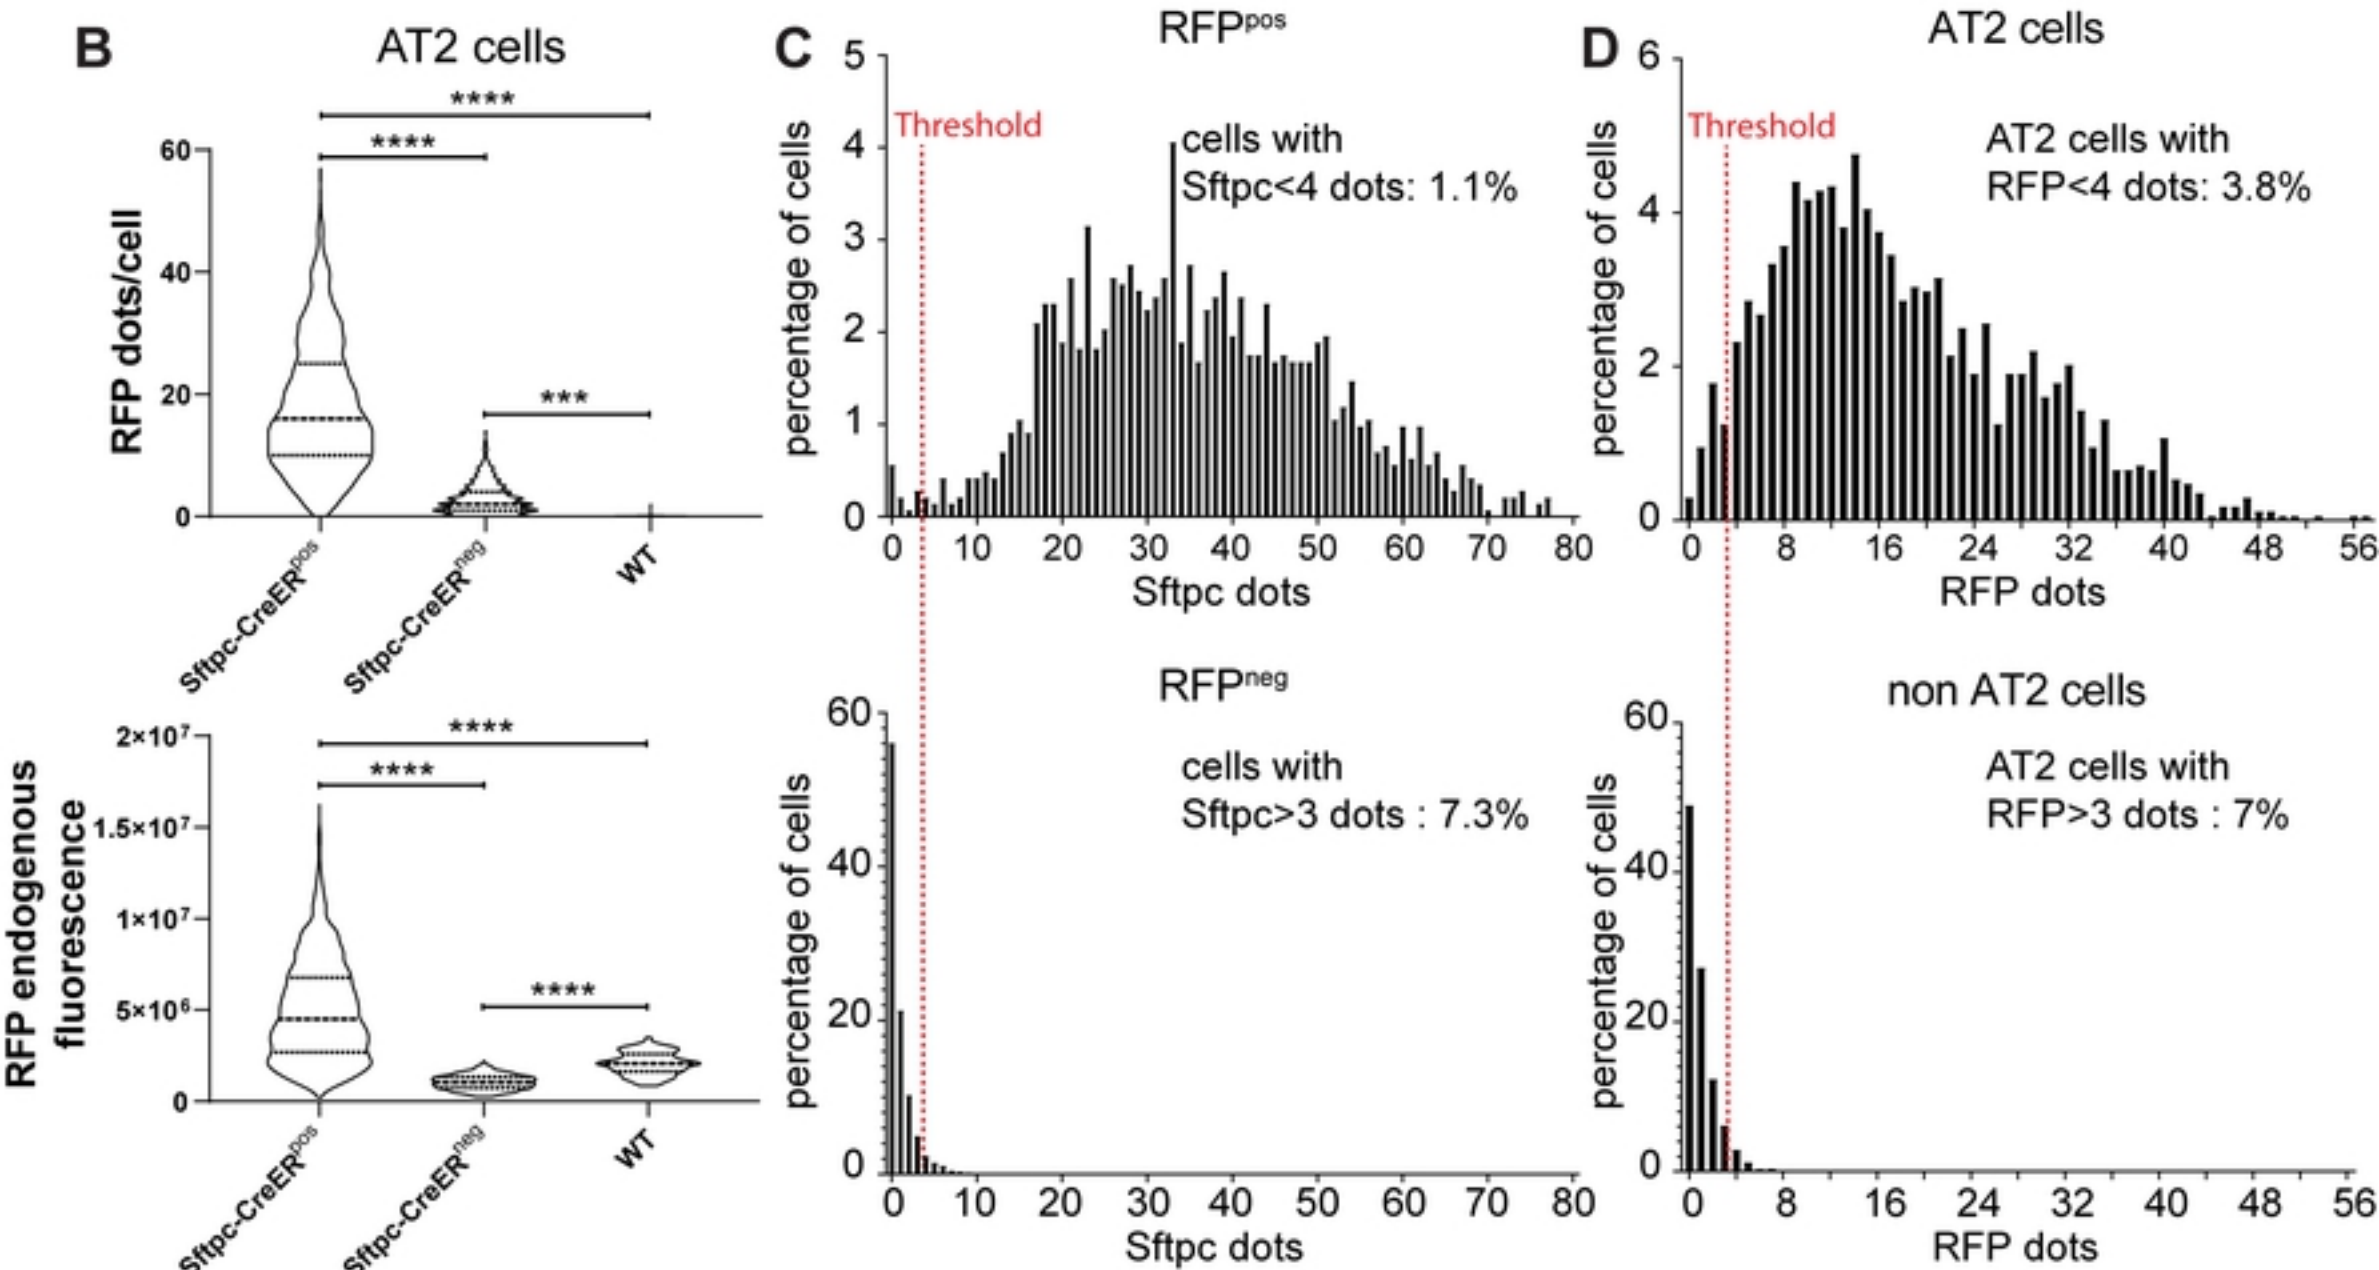 B
AT2 cells
****
****
***
60
40
20
0
RFP dots/cell
Sftpc-CreERpos
Sftpc-CreERneg
WT
****
****
****
2×10⁷
1.5×10⁷
1×10⁷
5×10⁶
0
RFP endogenous
fluorescence
Sftpc-CreERpos
Sftpc-CreERneg
WT
C
RFPpos
Threshold
cells with
Sftpc<4 dots: 1.1%
5
4
3
2
1
0
percentage of cells
0 10 20 30 40 50 60 70 80
Sftpc dots
RFPneg
cells with
Sftpc>3 dots : 7.3%
60
40
20
0
percentage of cells
0 10 20 30 40 50 60 70 80
Sftpc dots
D
AT2 cells
Threshold
AT2 cells with
RFP<4 dots: 3.8%
6
4
2
0
percentage of cells
0 8 16 24 32 40 48 56
RFP dots
non AT2 cells
AT2 cells with
RFP>3 dots : 7%
60
40
20
0
percentage of cells
0 8 16 24 32 40 48 56
RFP dots